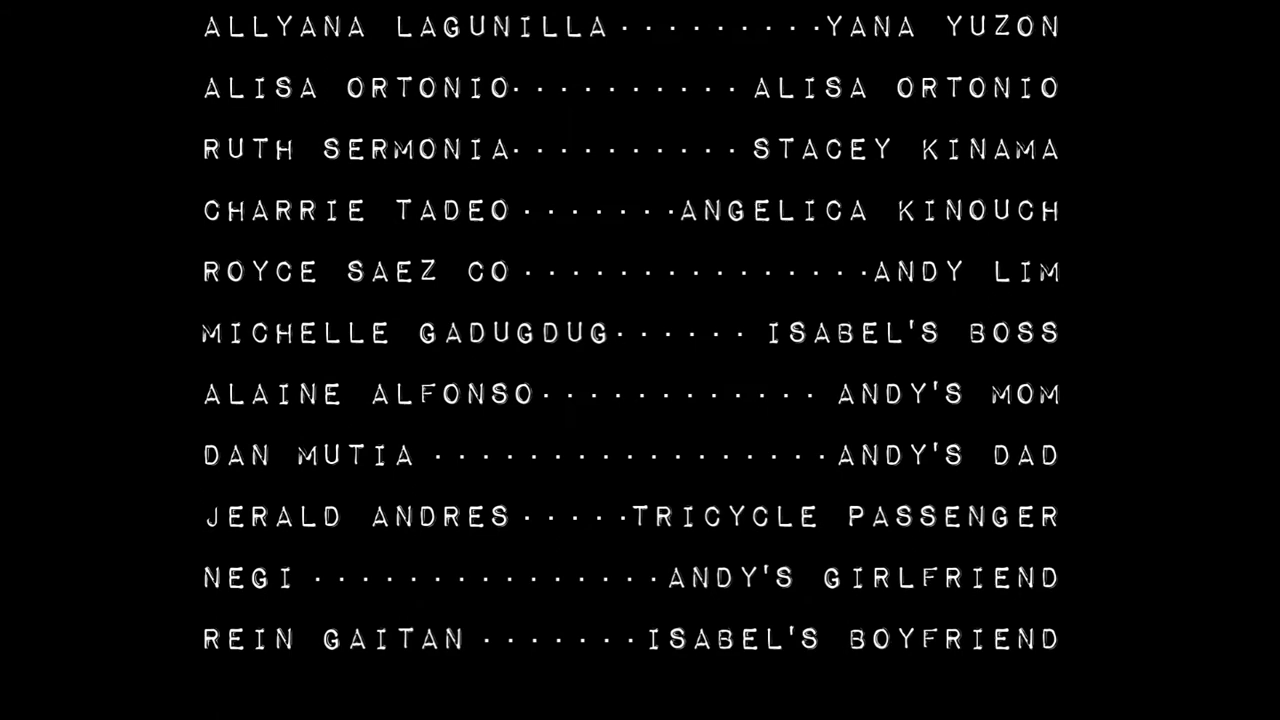 ALLYANA LAGUNILLA·········YANA YUZON
ALISA ORTONIO·········· ALISA ORTONIO
RUTH SERMONIA·········· STACEY KINAMA
CHARRIE TADEO·······ANGELICA KINOUCH
ROYCE SAEZ CO···············ANDY LIM
MICHELLE GADUGDUG······ ISABEL'S BOSS
ALAINE ALFONSO············ ANDY'S MOM
DAN MUTIA ·················ANDY'S DAD
JERALD ANDRES·····TRICYCLE PASSENGER
NEGI ···············ANDY'S GIRLFRIEND
REIN GAITAN ·······ISABEL'S BOYFRIEND